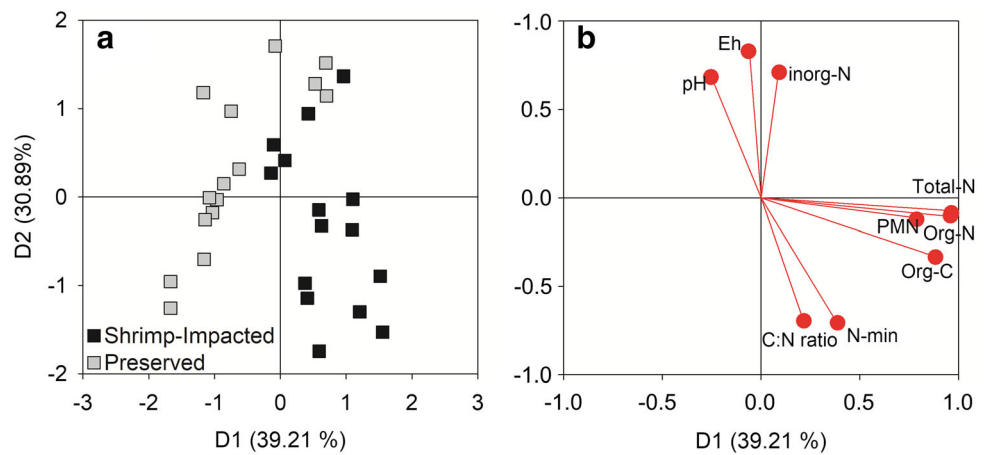 a
2
1
0
-1
-2
D2 (30.89%)
Shrimp-Impacted
Preserved
-3
-2
-1
0
1
2
3
D1 (39.21 %)
b
-1.0
0.5
0.0
-0.5
-1.0
Eh
pH
inorg-N
Total-N
PMN
Org-N
Org-C
C:N ratio
N-min
-1.0
-0.5
0.0
0.5
1.0
D1 (39.21 %)